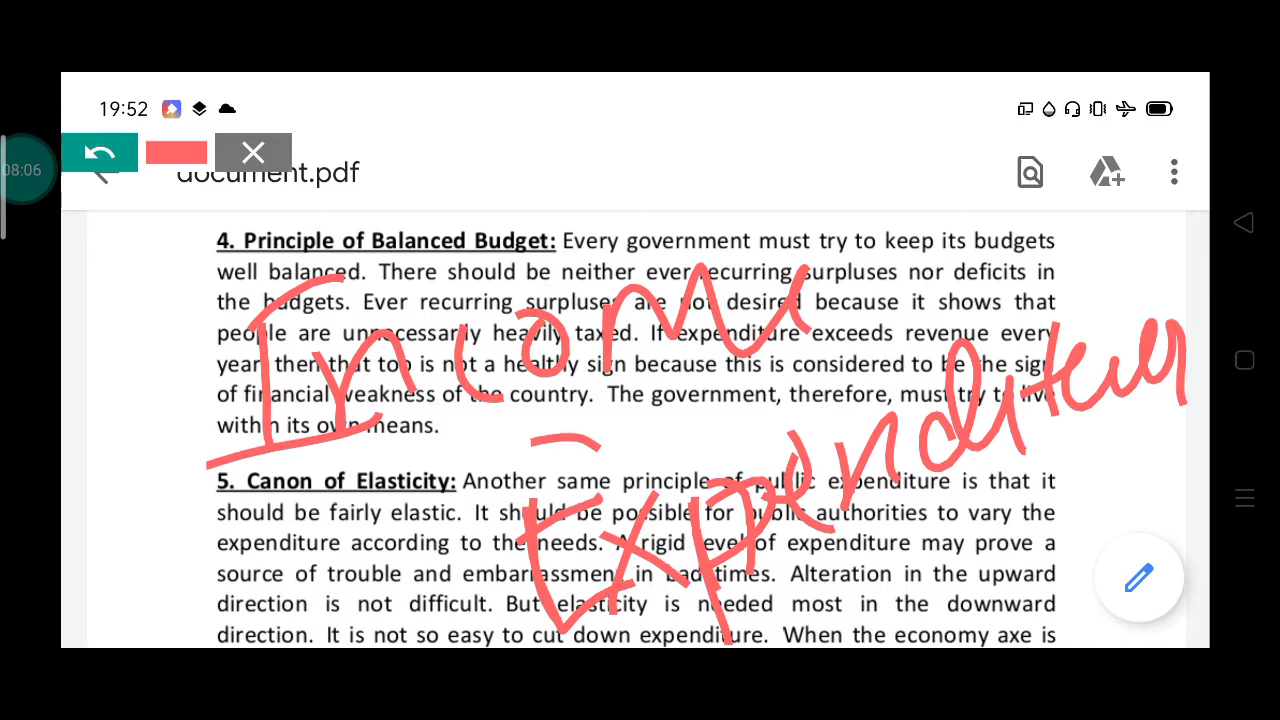 19:52
08:06
document.pdf
4. Principle of Balanced Budget: Every government must try to keep its budgets
well balanced. There should be neither ever recurring surpluses nor deficits in
the budgets. Ever recurring surpluses are not desired because it shows that
people are unnecessarily heavily taxed. If expenditure exceeds revenue every
year then that too is not a healthy sign because this is considered to be the sign
of financial weakness of the country. The government, therefore, must try to live
within its own means.
Income
Expenditeur
5. Canon of Elasticity: Another same principle of public expenditure is that it
should be fairly elastic. It should be possible for public authorities to vary the
expenditure according to the needs. A rigid level of expenditure may prove a
source of trouble and embarrassment in bad times. Alteration in the upward
direction is not difficult. But elasticity is needed most in the downward
direction. It is not so easy to cut down expenditure. When the economy axe is